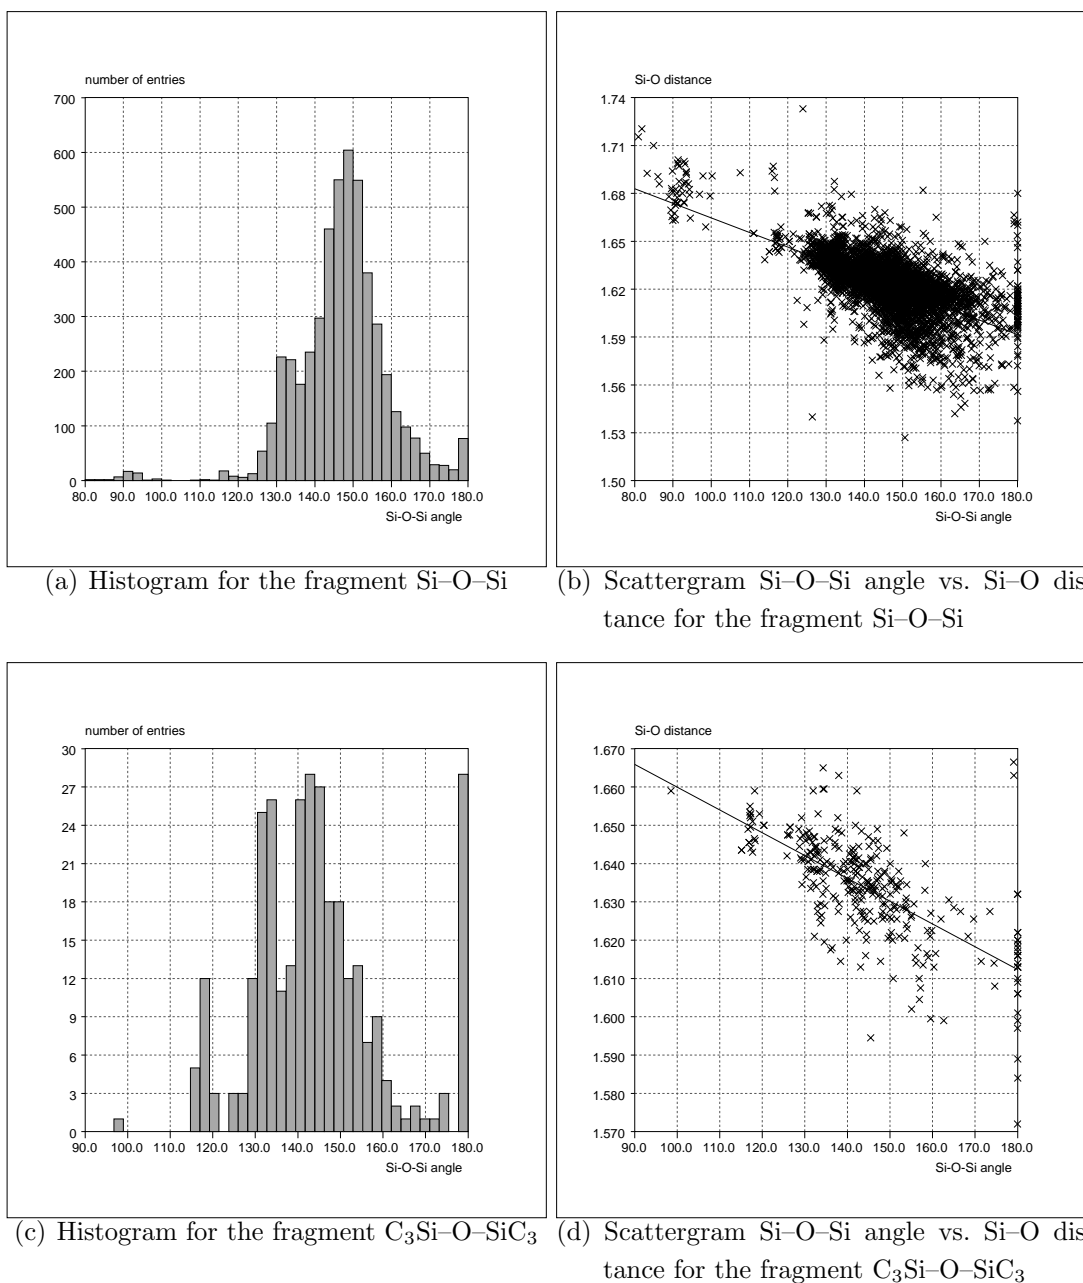 number of entries
700
600
500
400
300
200
100
0
80.0 90.0 100.0 110.0 120.0 130.0 140.0 150.0 160.0 170.0 180.0
Si-O-Si angle
(a) Histogram for the fragment Si–O–Si
Si-O distance
1.74
1.71
1.68
1.65
1.62
1.59
1.56
1.53
1.50
80.0 90.0 100.0 110.0 120.0 130.0 140.0 150.0 160.0 170.0 180.0
Si-O-Si angle
(b) Scattergram Si–O–Si angle vs. Si–O dis
tance for the fragment Si–O–Si
number of entries
30
27
24
21
18
15
12
9
6
3
0
90.0 100.0 110.0 120.0 130.0 140.0 150.0 160.0 170.0 180.0
Si-O-Si angle
(c) Histogram for the fragment C₃Si–O–SiC₃
Si-O distance
1.670
1.660
1.650
1.640
1.630
1.620
1.610
1.600
1.590
1.580
1.570
90.0 100.0 110.0 120.0 130.0 140.0 150.0 160.0 170.0 180.0
Si-O-Si angle
(d) Scattergram Si–O–Si angle vs. Si–O dis
tance for the fragment C₃Si–O–SiC₃